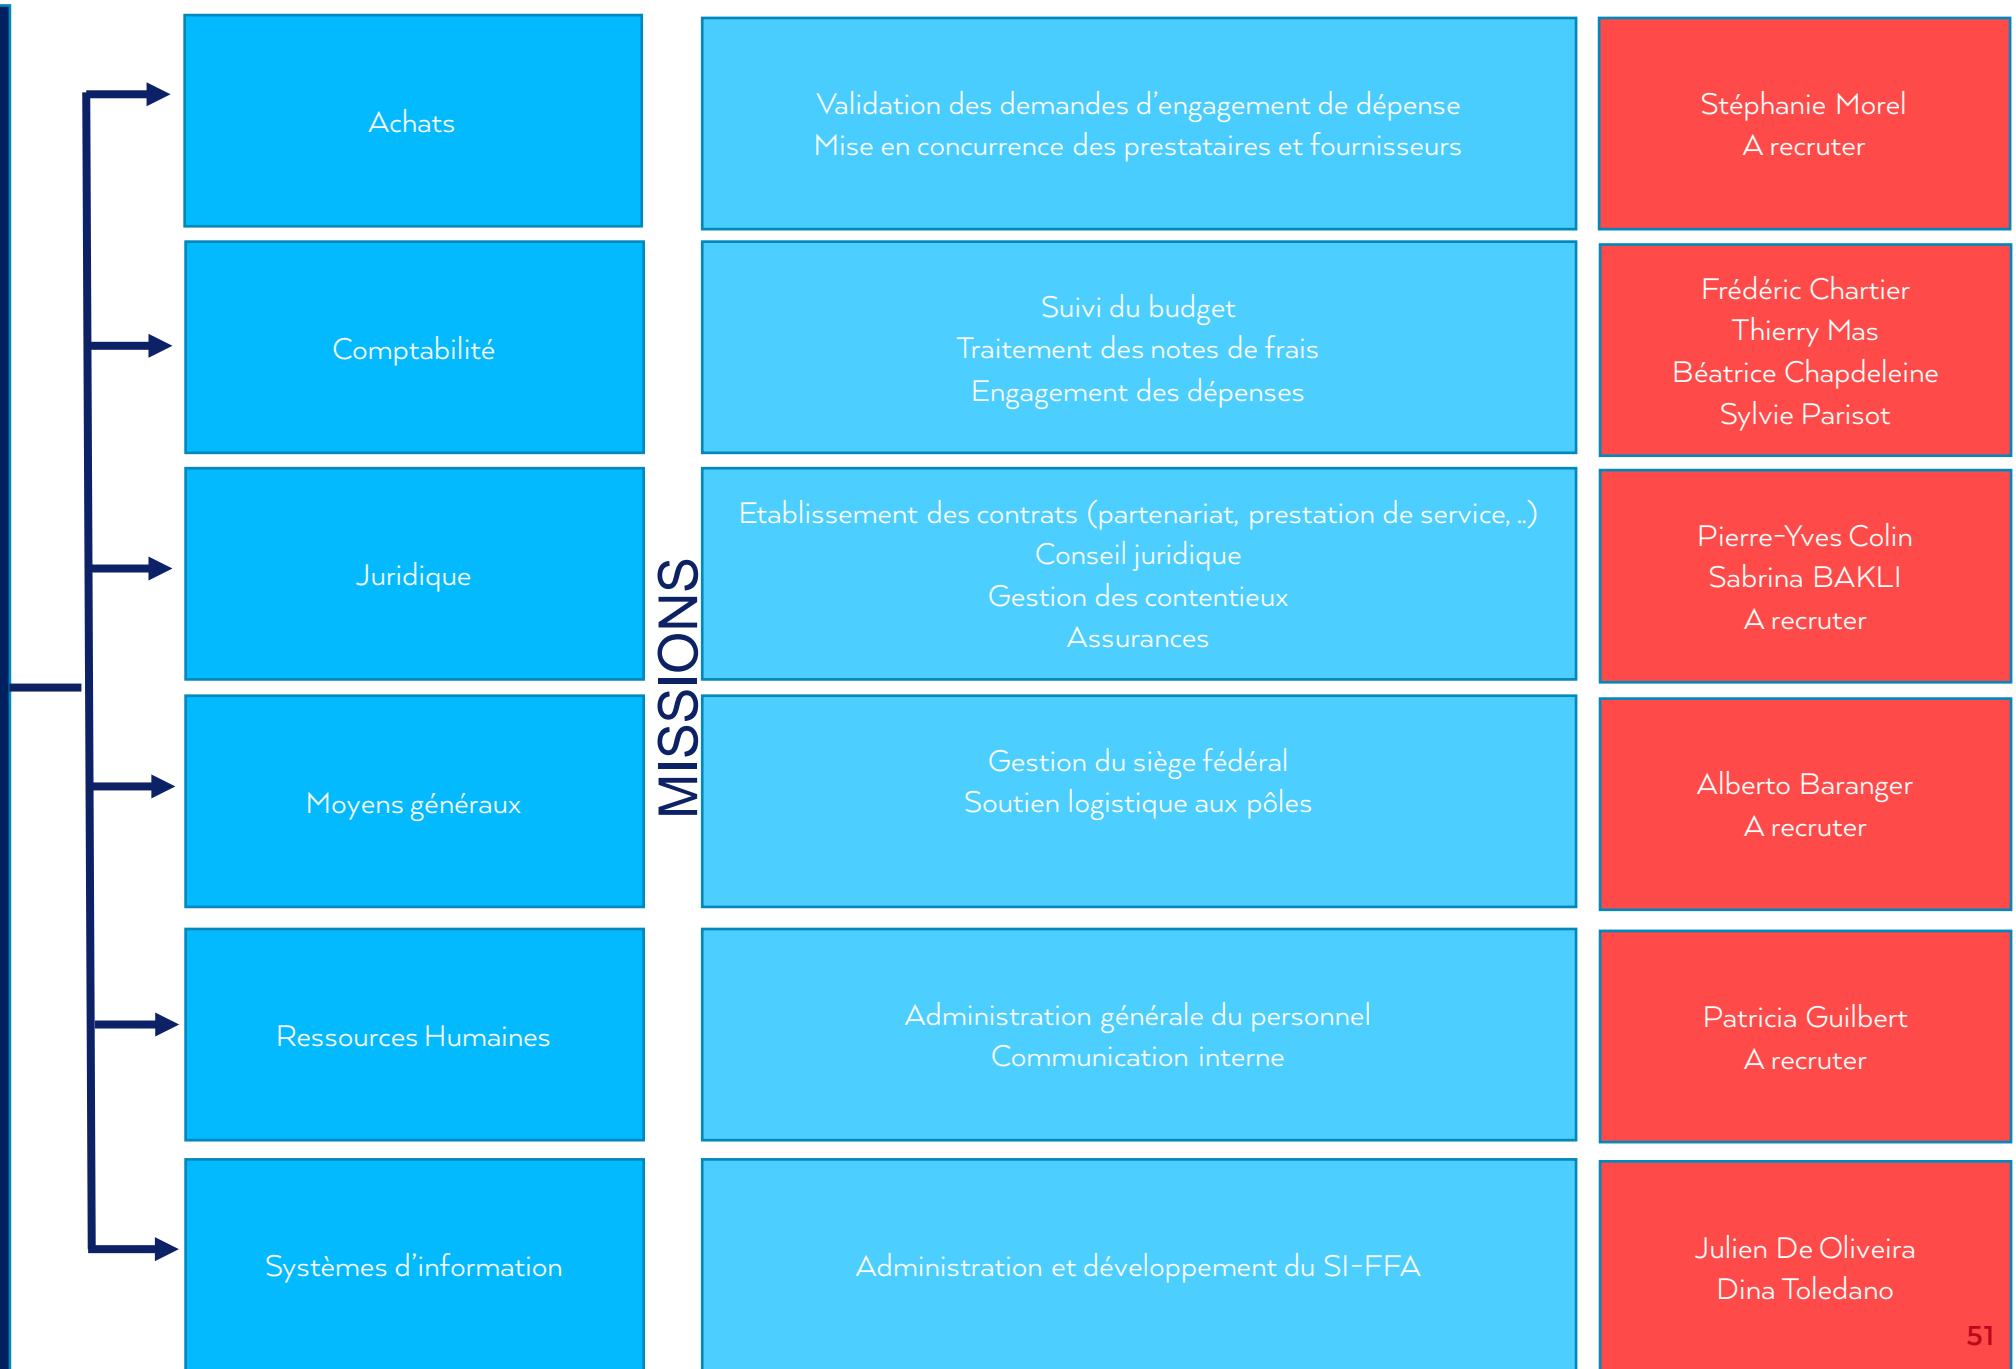 Achats
Validation des demandes d'engagement de dépense
Mise en concurrence des prestataires et fournisseurs
Stéphanie Morel
A recruter
Comptabilité
Suivi du budget
Traitement des notes de frais
Engagement des dépenses
Frédéric Chartier
Thierry Mas
Béatrice Chapdeleine
Sylvie Parisot
MISSIONS
Juridique
Etablissement des contrats (partenariat, prestation de service, ..)
Conseil juridique
Gestion des contentieux
Assurances
Pierre-Yves Colin
Sabrina BAKLI
A recruter
Moyens généraux
Gestion du siège fédéral
Soutien logistique aux pôles
Alberto Baranger
A recruter
Ressources Humaines
Administration générale du personnel
Communication interne
Patricia Guilbert
A recruter
Systèmes d'information
Administration et développement du SI-FFA
Julien De Oliveira
Dina Toledano
51